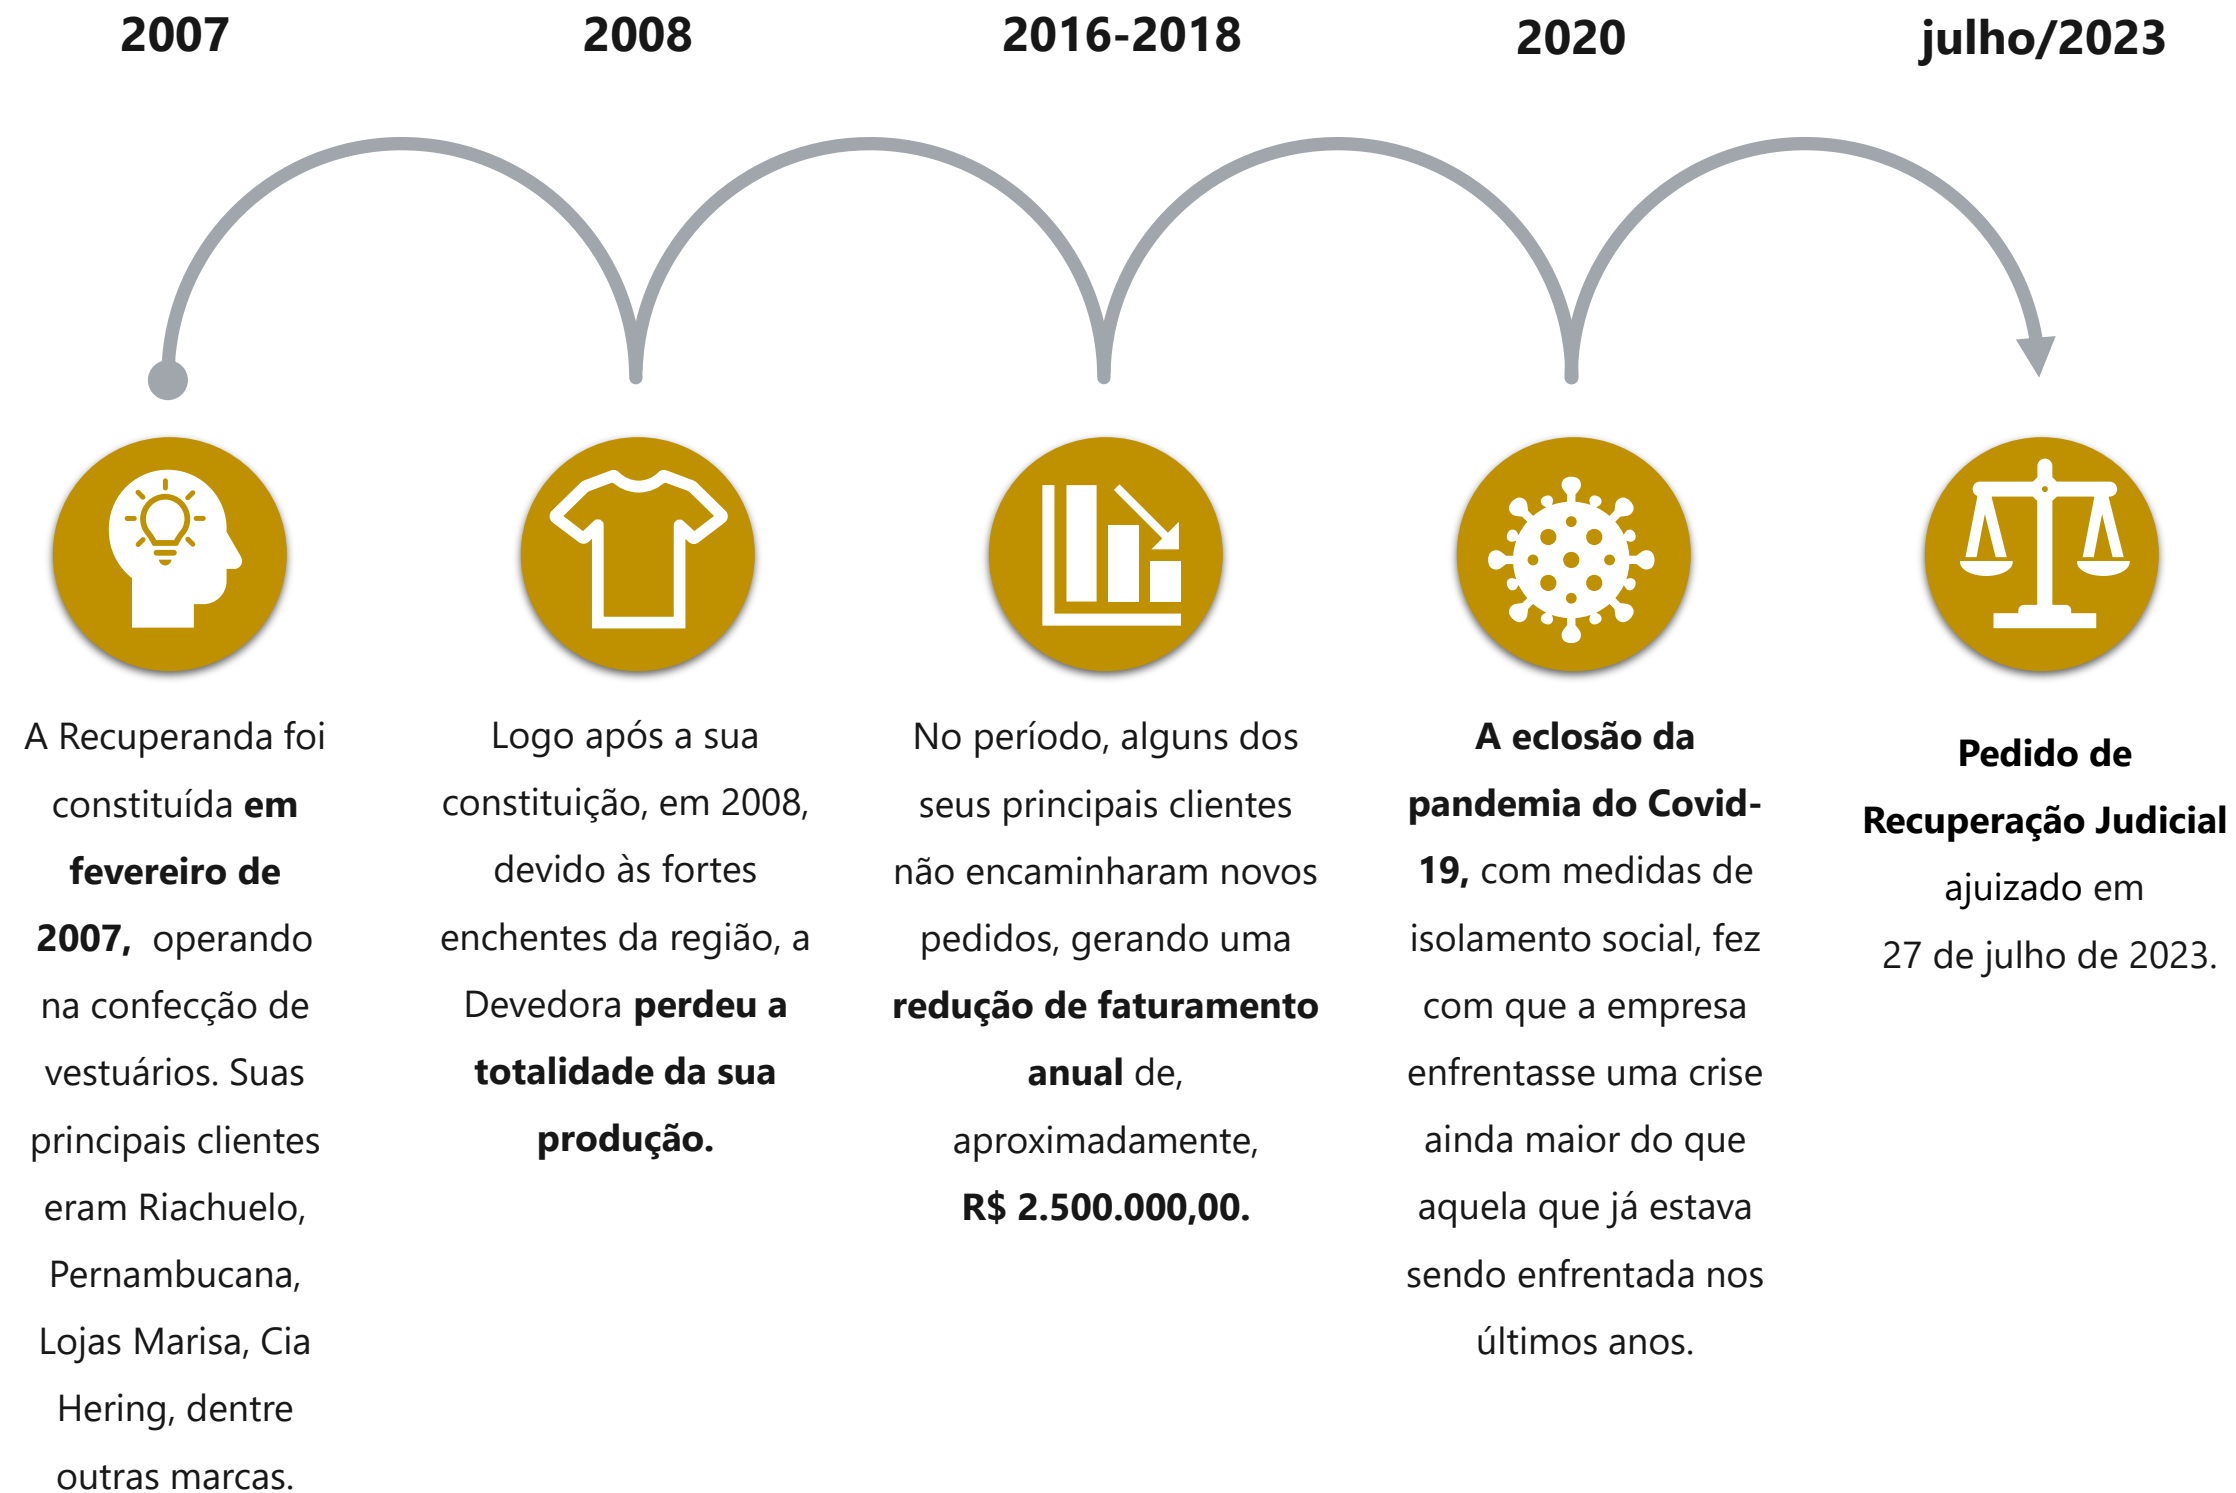 2007
2008
2016-2018
2020
julho/2023
A Recuperanda foi
constituída em
fevereiro de
2007, operando
na confecção de
vestuários. Suas
principais clientes
eram Riachuelo,
Pernambucana,
Lojas Marisa, Cia
Hering, dentre
outras marcas.
Logo após a sua
constituição, em 2008,
devido às fortes
enchentes da região, a
Devedora perdeu a
totalidade da sua
produção.
No período, alguns dos
seus principais clientes
não encaminharam novos
pedidos, gerando uma
redução de faturamento
anual de,
aproximadamente,
R$ 2.500.000,00.
A eclosão da
pandemia do Covid-
19, com medidas de
isolamento social, fez
com que a empresa
enfrentasse uma crise
ainda maior do que
aquela que já estava
sendo enfrentada nos
últimos anos.
Pedido de
Recuperação Judicial
ajuizado em
27 de julho de 2023.